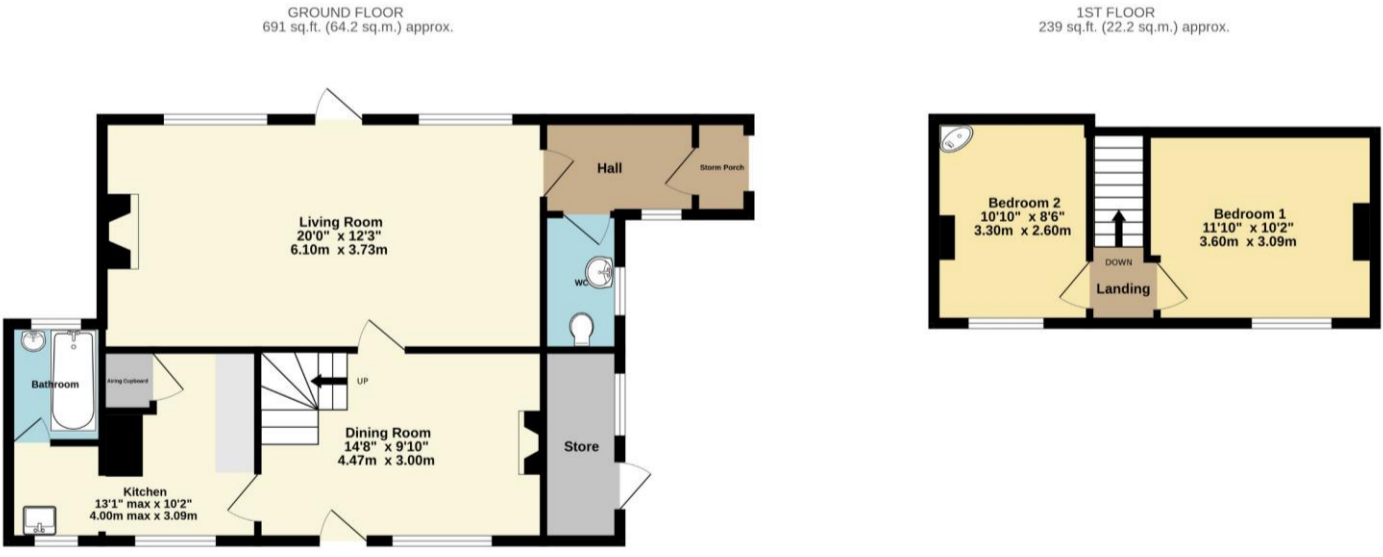 GROUND FLOOR
691 sq.ft. (64.2 sq.m.) approx.
1ST FLOOR
239 sq.ft. (22.2 sq.m.) approx.
Hall
Storm Porch
Living Room
20'0" x 12'3"
6.10m x 3.73m
WC
Bathroom
Airing Cupboard
UP
Dining Room
14'8" x 9'10"
4.47m x 3.00m
Store
Kitchen
13'1" max x 10'2"
4.00m max x 3.09m
Bedroom 2
10'10" x 8'6"
3.30m x 2.60m
Bedroom 1
11'10" x 10'2"
3.60m x 3.09m
DOWN
Landing